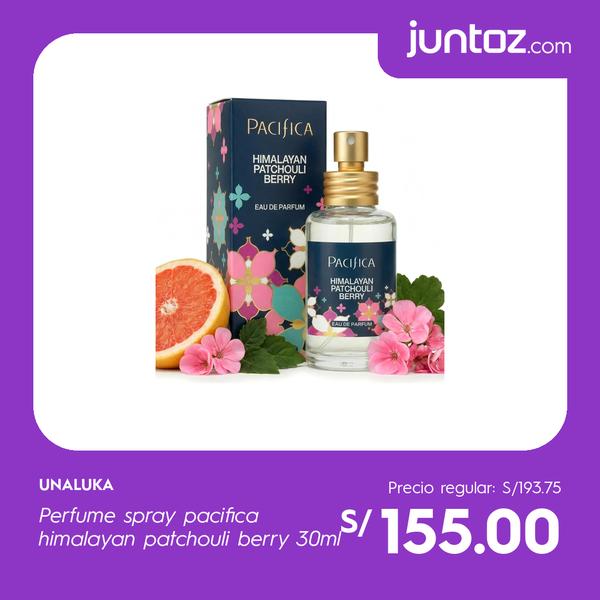 juntoz.com
PACIFICA
HIMALAYAN
PATCHOULI
BERRY
EAU DE PARFUM
PACIFICA
HIMALAYAN
PATCHOULI
BERRY
EAU DE PARFUM
UNALUKA
Perfume spray pacifica
himalayan patchouli berry 30ml
Precio regular: S/193.75
S/155.00